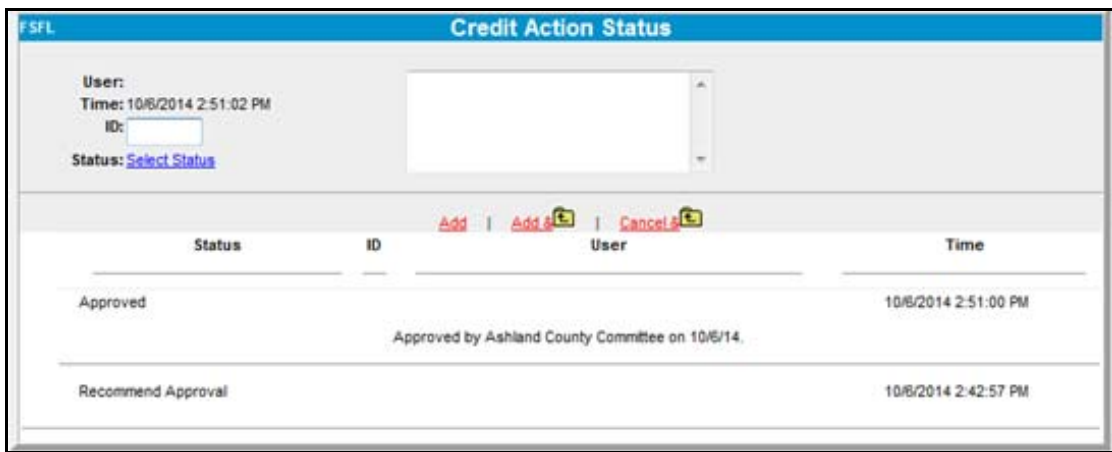 FSFL Credit Action Status
User:
Time: 10/6/2014 2:51:02 PM
ID:
Status: Select Status
Add | Add & | Cancel &
Status ID User Time
Approved 10/6/2014 2:51:00 PM
Approved by Ashland County Committee on 10/6/14.
Recommend Approval 10/6/2014 2:42:57 PM